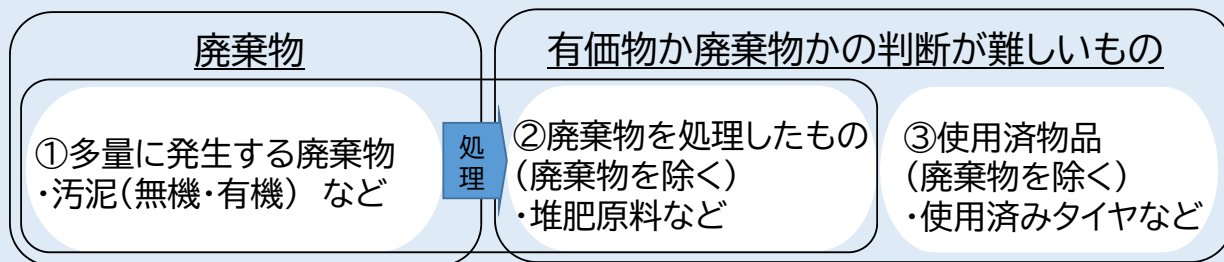 廃棄物
①多量に発生する廃棄物
・汚泥(無機・有機) など
処
理
有価物か廃棄物かの判断が難しいもの
②廃棄物を処理したもの
(廃棄物を除く)
・堆肥原料など
③使用済物品
(廃棄物を除く)
・使用済みタイヤなど